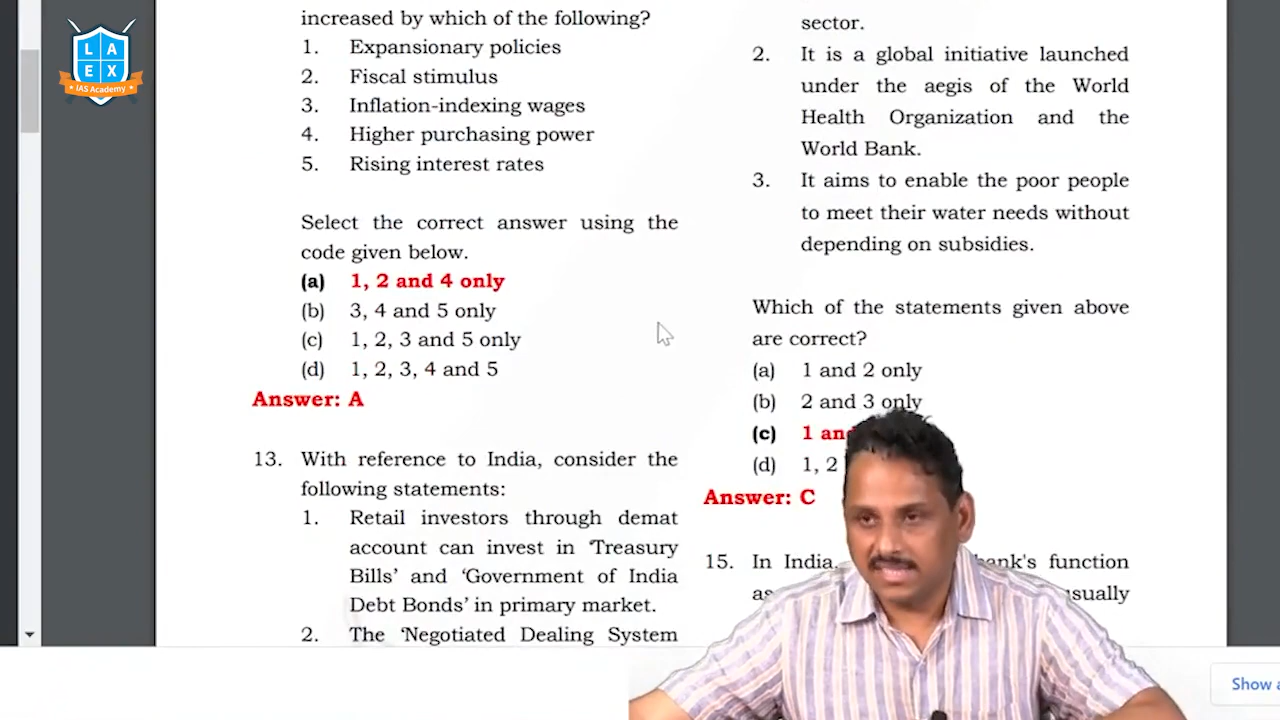 L A
E X
IAS Academy
increased by which of the following?
1. Expansionary policies
2. Fiscal stimulus
3. Inflation-indexing wages
4. Higher purchasing power
5. Rising interest rates
Select the correct answer using the
code given below.
(a) 1, 2 and 4 only
(b) 3, 4 and 5 only
(c) 1, 2, 3 and 5 only
(d) 1, 2, 3, 4 and 5
Answer: A
13. With reference to India, consider the
following statements:
1. Retail investors through demat
account can invest in ‘Treasury
Bills’ and ‘Government of India
Debt Bonds’ in primary market.
2. The ‘Negotiated Dealing System
sector.
2. It is a global initiative launched
under the aegis of the World
Health Organization and the
World Bank.
3. It aims to enable the poor people
to meet their water needs without
depending on subsidies.
Which of the statements given above
are correct?
(a) 1 and 2 only
(b) 2 and 3 only
(c) 1
(d) 1, 2
Answer: C
15. In India, function
Show